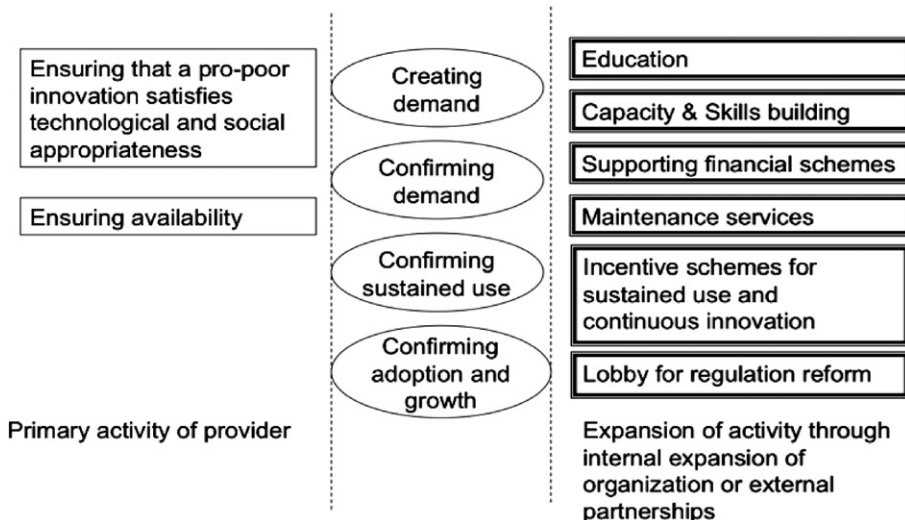 Ensuring that a pro-poor
innovation satisfies
technological and social
appropriateness
Ensuring availability
Primary activity of provider
Creating
demand
Confirming
demand
Confirming
sustained use
Confirming
adoption and
growth
Education
Capacity & Skills building
Supporting financial schemes
Maintenance services
Incentive schemes for
sustained use and
continuous innovation
Lobby for regulation reform
Expansion of activity through
internal expansion of
organization or external
partnerships